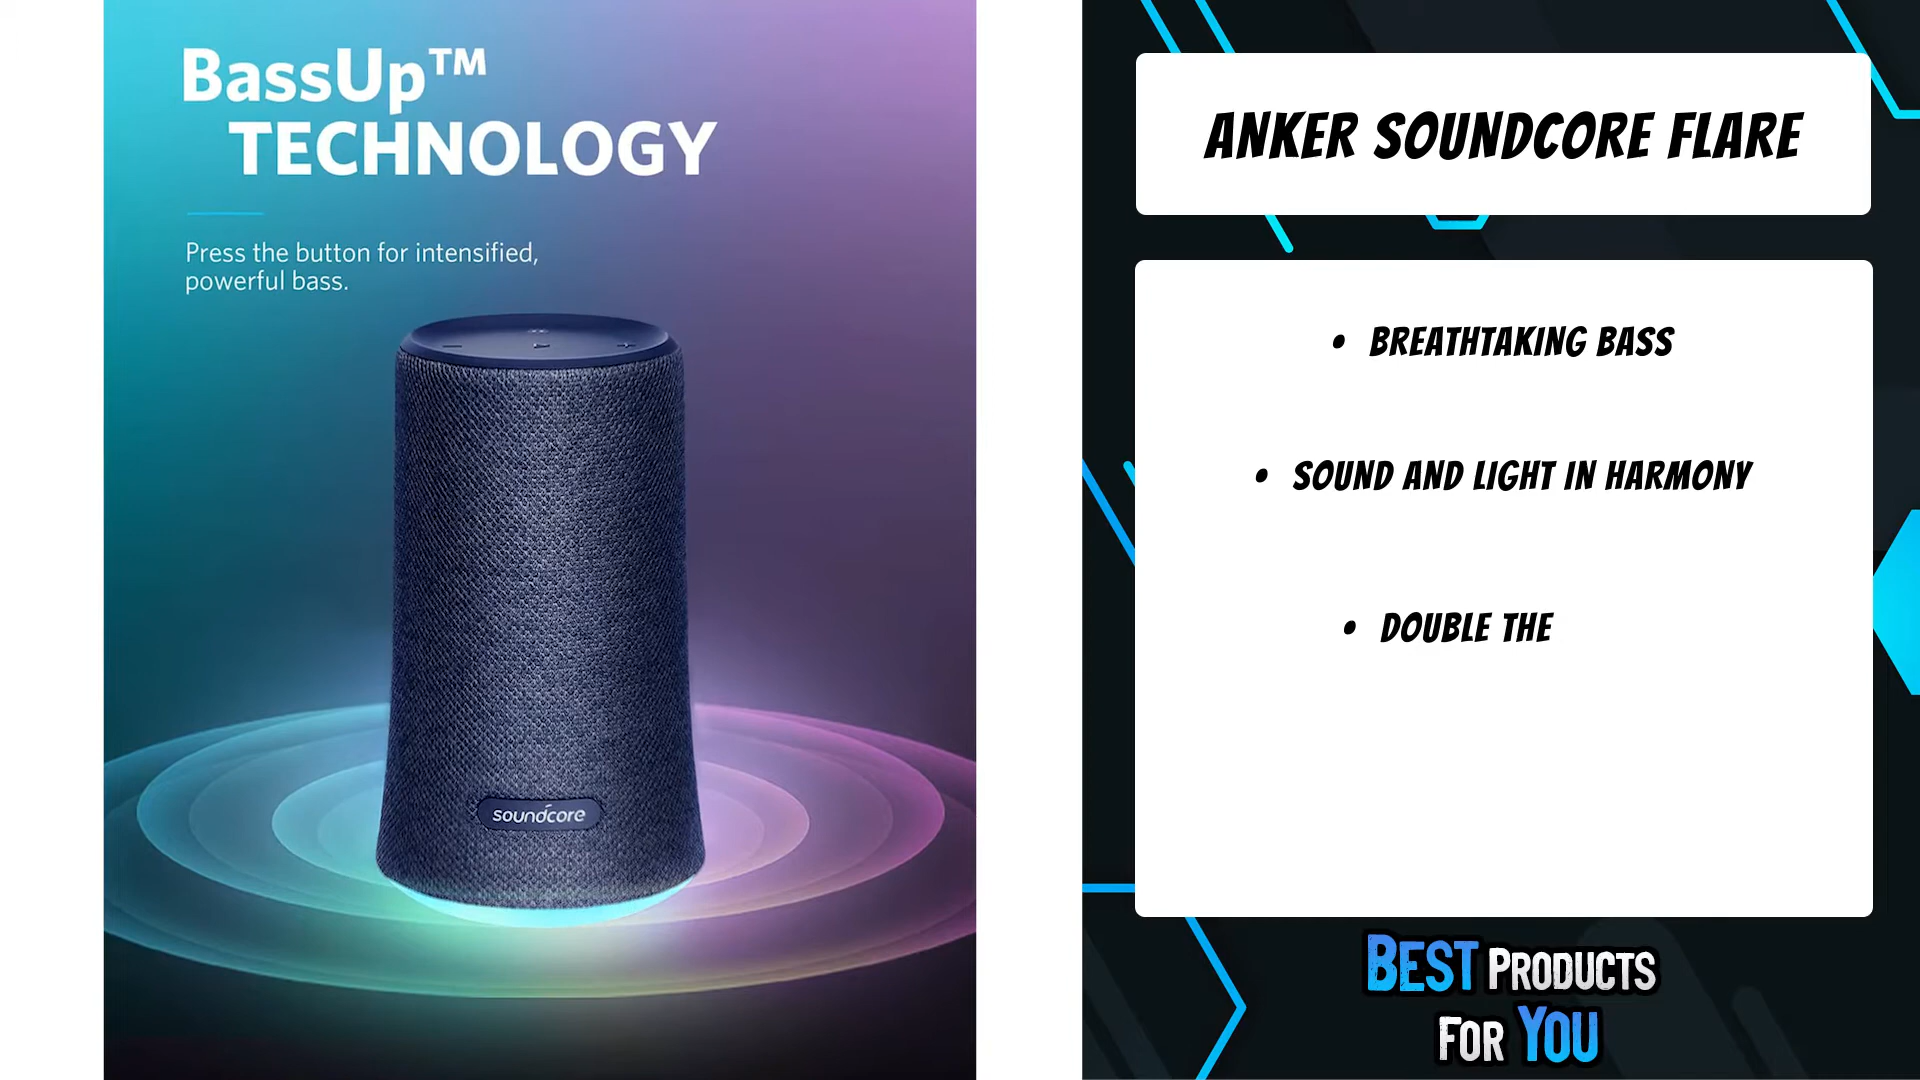 BassUp™
TECHNOLOGY
Press the button for intensified,
powerful bass.
soundcore
ANKER SOUNDCORE FLARE
• BREATHTAKING BASS
• SOUND AND LIGHT IN HARMONY
• DOUBLE THE
BEST PRODUCTS
FOR YOU